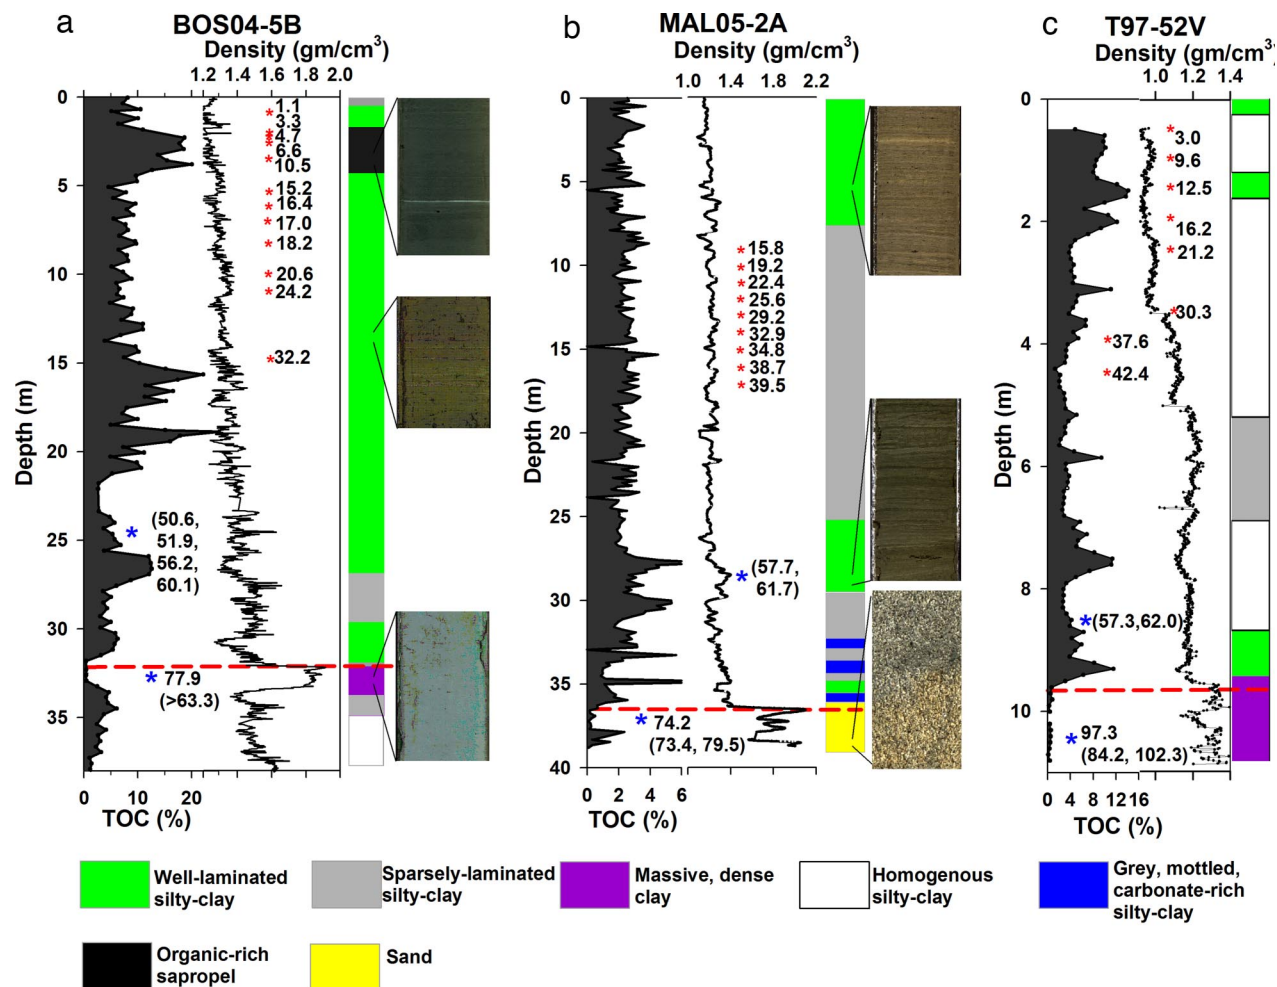 a
BOS04-5B
Density (gm/cm³)
1.2 1.4 1.6 1.8 2.0
0
5
10
15
20
25
30
35
Depth (m)
*1.1
*3.3
*4.7
*6.6
*10.5
*15.2
*16.4
*17.0
*18.2
*20.6
*24.2
*32.2
* (50.6,
51.9,
56.2,
60.1)
* 77.9
(>63.3)
0 10 20
TOC (%)
b
MAL05-2A
Density (gm/cm³)
1.0 1.4 1.8 2.2
0
5
10
15
20
25
30
35
40
Depth (m)
*15.8
*19.2
*22.4
*25.6
*29.2
*32.9
*34.8
*38.7
*39.5
* (57.7,
61.7)
* 74.2
(73.4, 79.5)
0 2 4 6
TOC (%)
c
T97-52V
Density (gm/cm³)
1.0 1.2 1.4
0
2
4
6
8
10
Depth (m)
*3.0
*9.6
*12.5
*16.2
*21.2
*30.3
*37.6
*42.4
*(57.3,62.0)
*97.3
(84.2, 102.3)
0 4 8 12 16
TOC (%)
Well-laminated
silty-clay
Sparsely-laminated
silty-clay
Massive, dense
clay
Homogenous
silty-clay
Grey, mottled,
carbonate-rich
silty-clay
Organic-rich
sapropel
Sand